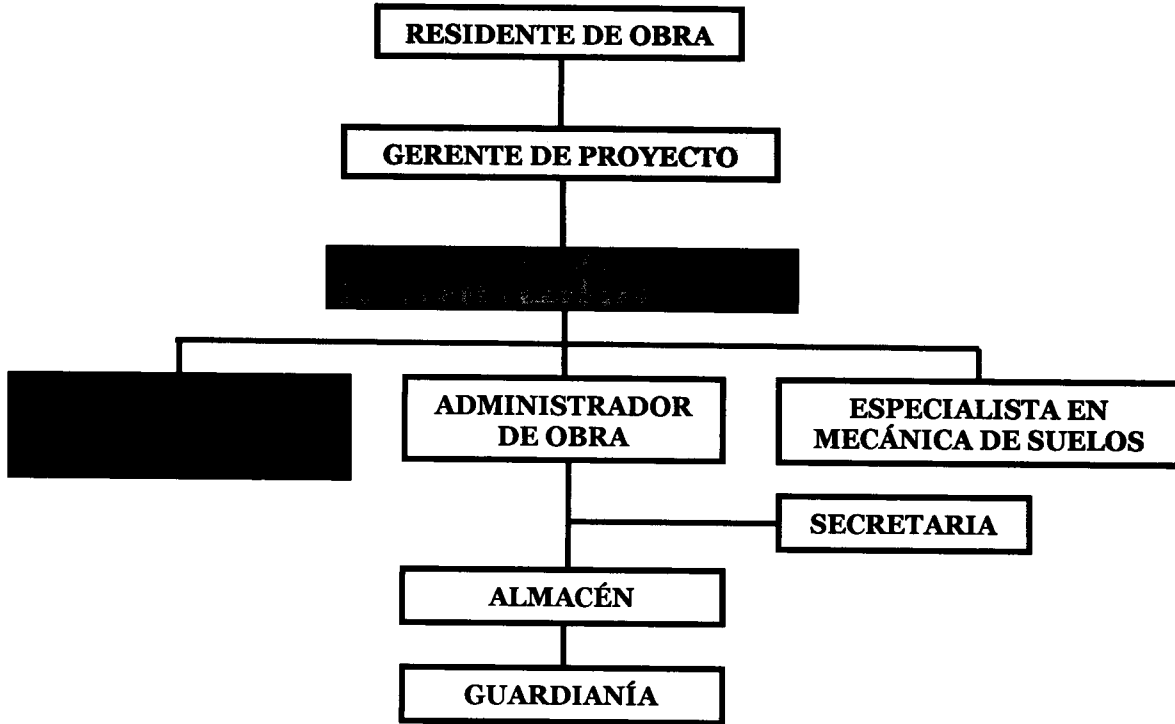 RESIDENTE DE OBRA
GERENTE DE PROYECTO
ADMINISTRADOR
DE OBRA
ESPECIALISTA EN
MECÁNICA DE SUELOS
SECRETARIA
ALMACÉN
GUARDIANÍA